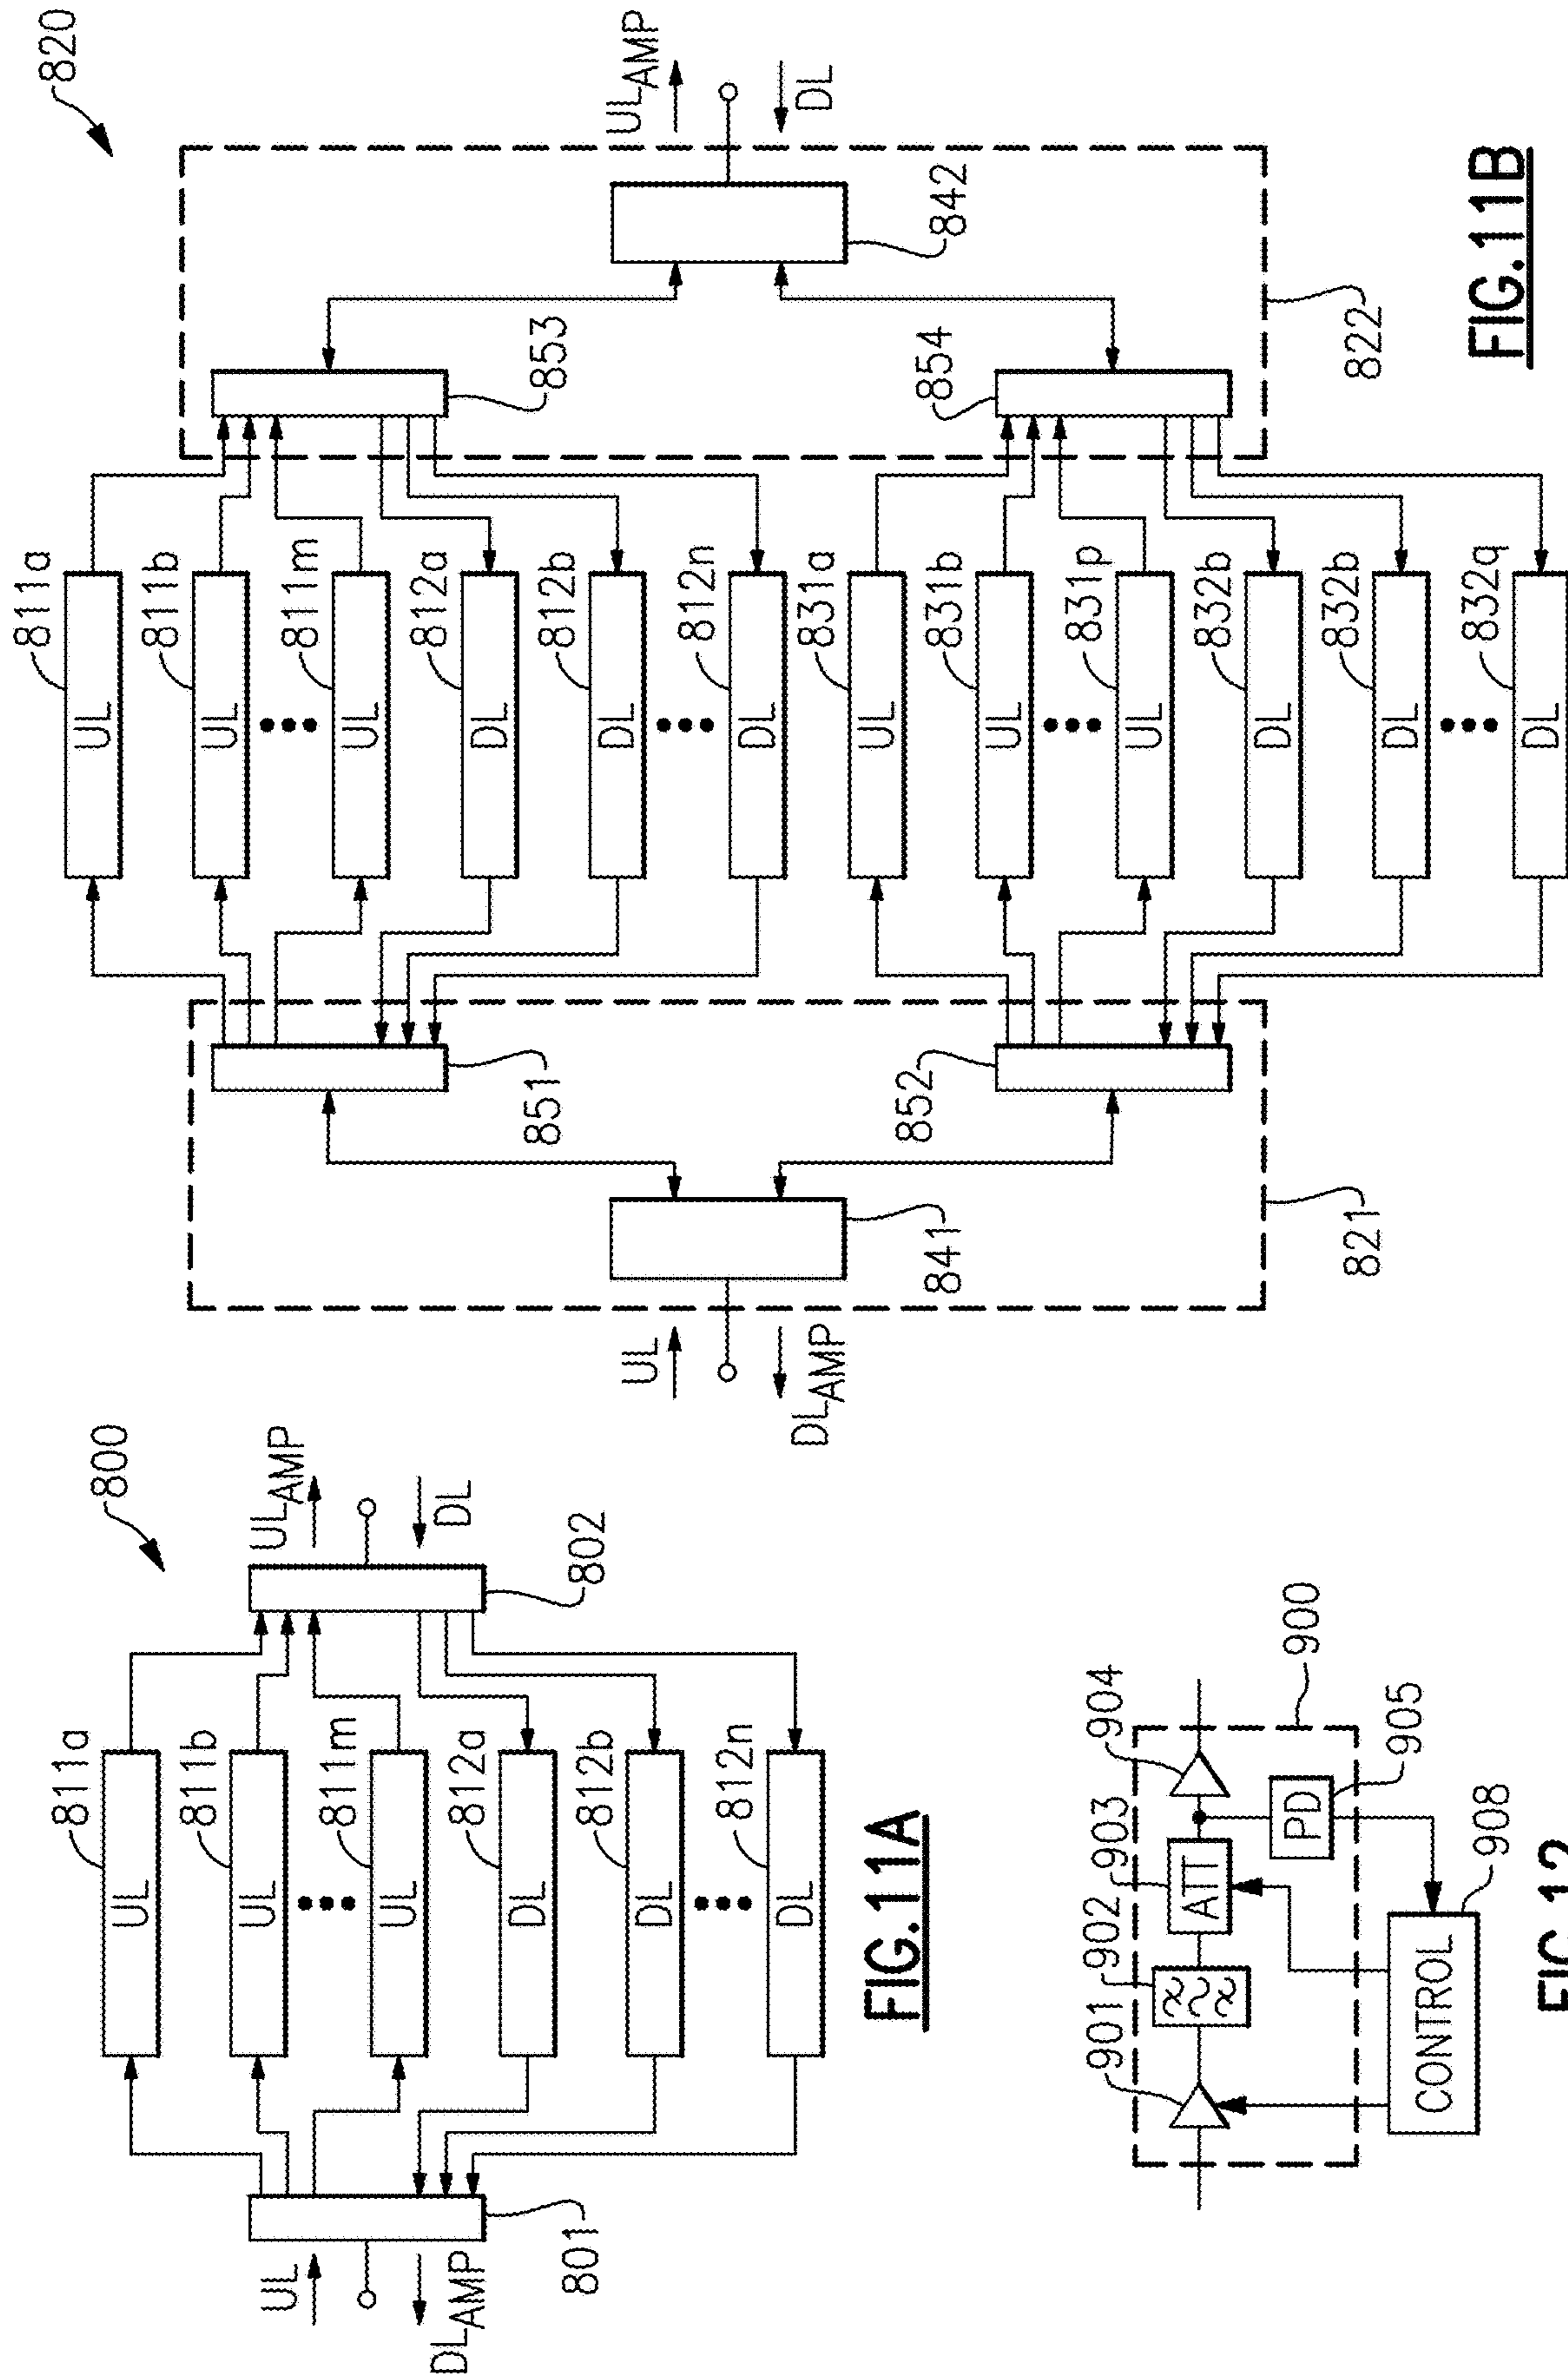 800
UL
DL_AMP
801
811a
UL
811b
UL
811m
UL
812a
DL
812b
DL
812n
DL
UL_AMP
DL
802
FIG.11A
820
UL
DL_AMP
841
851
852
821
811a
UL
811b
UL
811m
UL
812a
DL
812b
DL
812n
DL
831a
UL
831b
UL
831p
UL
832b
DL
832b
DL
832q
DL
853
854
842
822
UL_AMP
DL
FIG.11B
901
902
903
904
ATT
PD
905
900
CONTROL
908
FIG.12